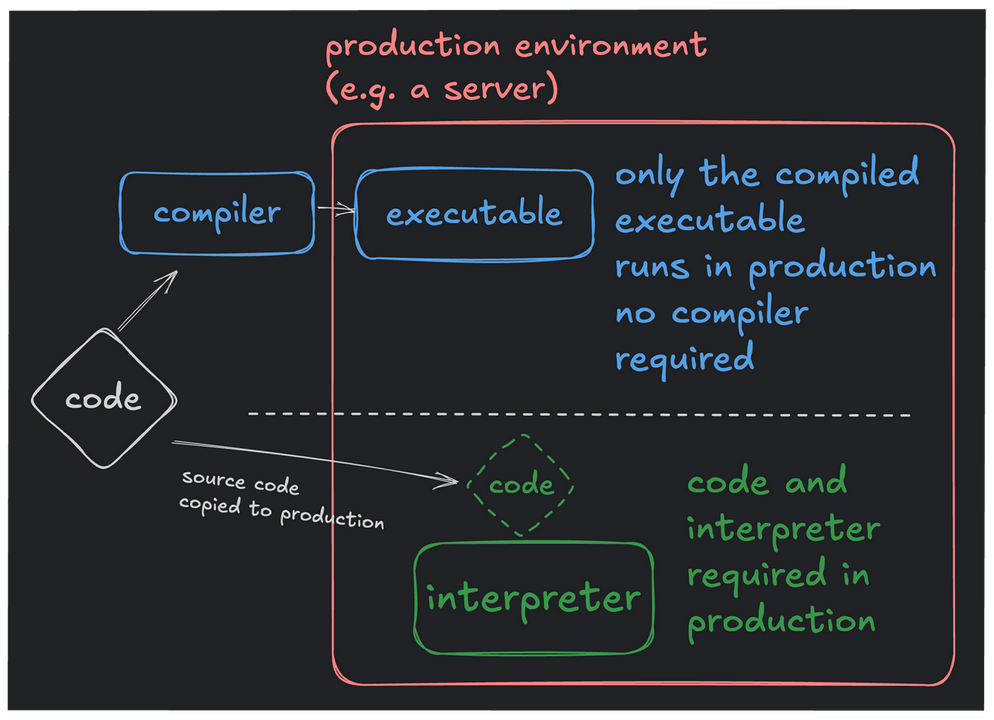 production environment
(e.g. a server)
compiler
executable
only the compiled
executable
runs in production
no compiler
required
code
source code
copied to production
code
interpreter
code and
interpreter
required in
production